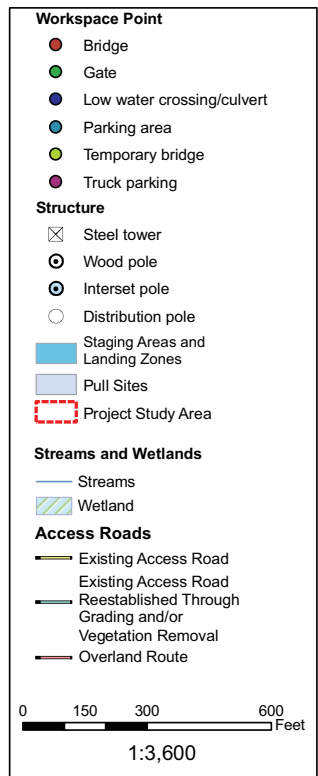 Workspace Point
Bridge
Gate
Low water crossing/culvert
Parking area
Temporary bridge
Truck parking
Structure
Steel tower
Wood pole
Interset pole
Distribution pole
Staging Areas and
Landing Zones
Pull Sites
Project Study Area
Streams and Wetlands
Streams
Wetland
Access Roads
Existing Access Road
Existing Access Road
Reestablished Through
Grading and/or
Vegetation Removal
Overland Route
0 150 300 600
Feet
1:3,600